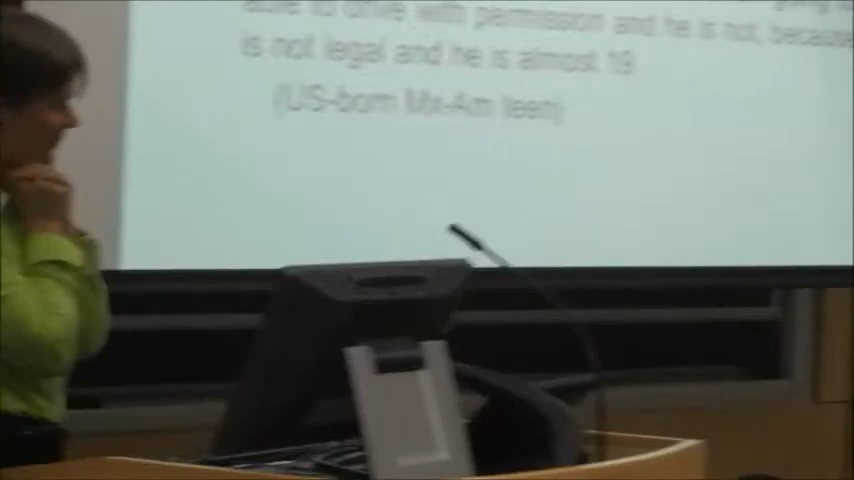 able to drive with permission and he is not, because
is not legal and he is almost 19
(US-born Mx-Am teen)